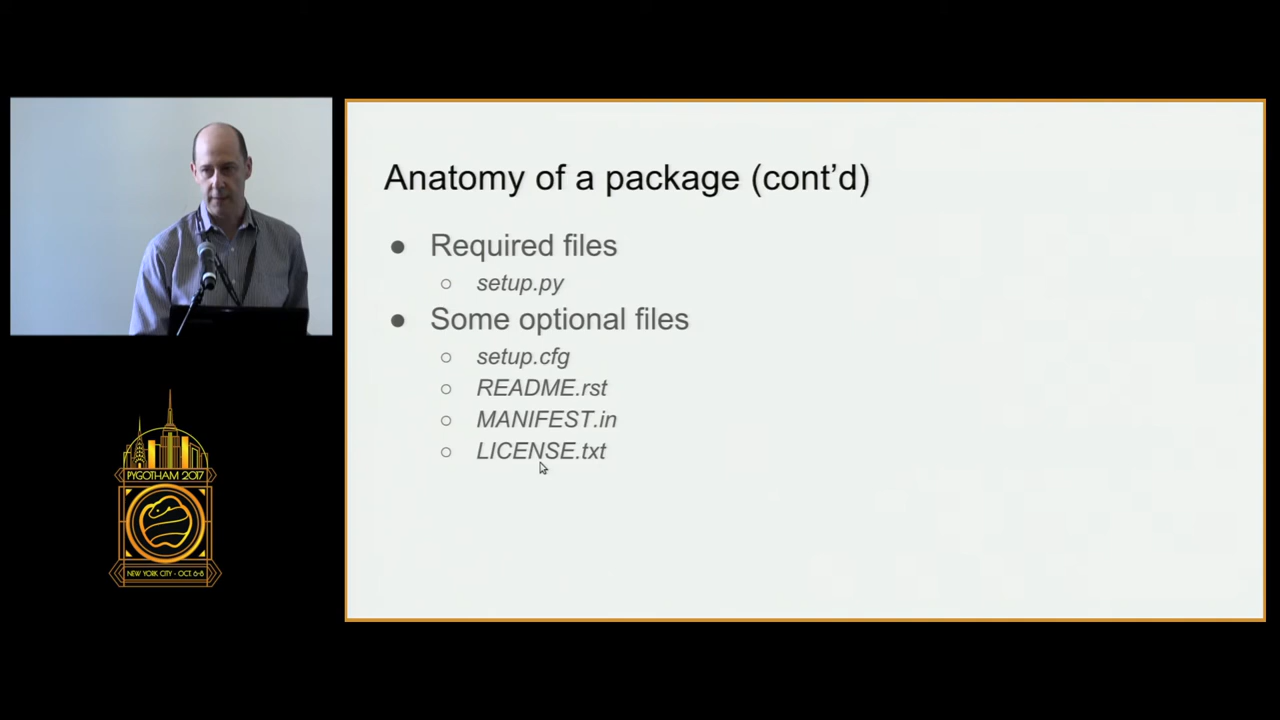 Anatomy of a package (cont’d)
● Required files
○ setup.py
● Some optional files
○ setup.cfg
○ README.rst
○ MANIFEST.in
○ LICENSE.txt
PYGOTHAM 2017
NEW YORK CITY - OCT. 6-8